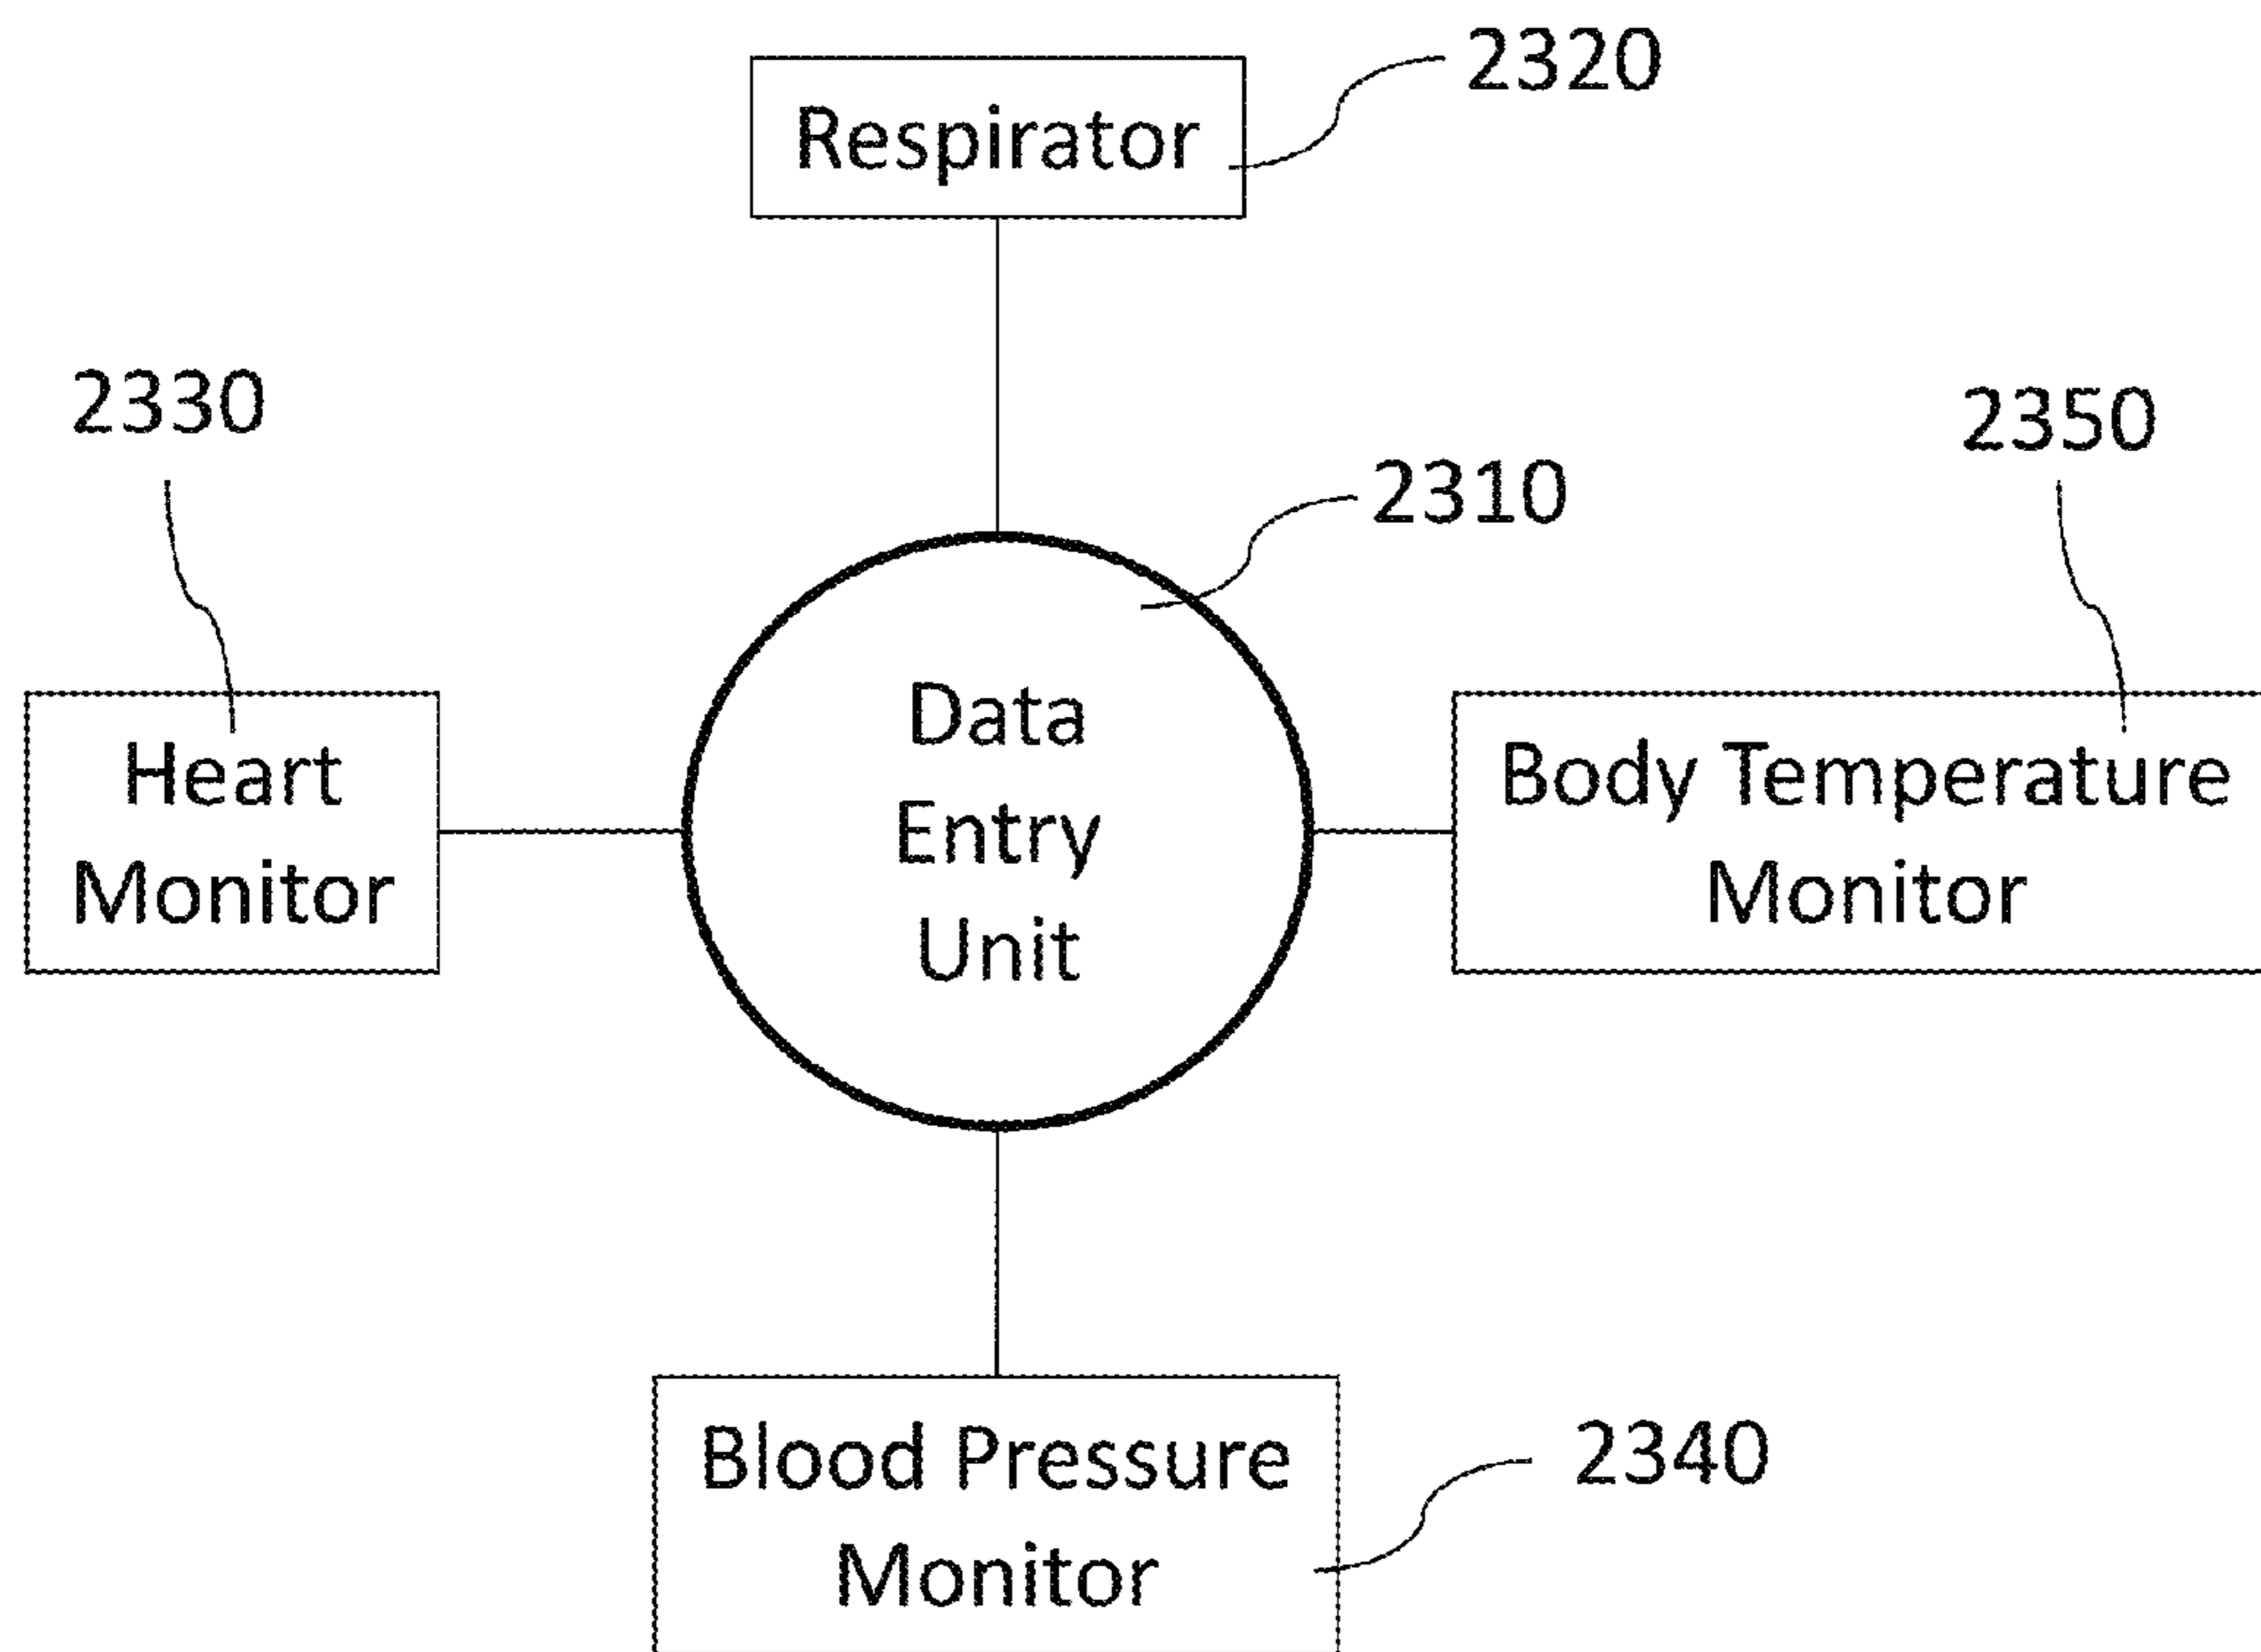 2320
Respirator
2330
2350
2310
Data
Entry
Unit
Heart
Monitor
Body Temperature
Monitor
Blood Pressure
Monitor
2340